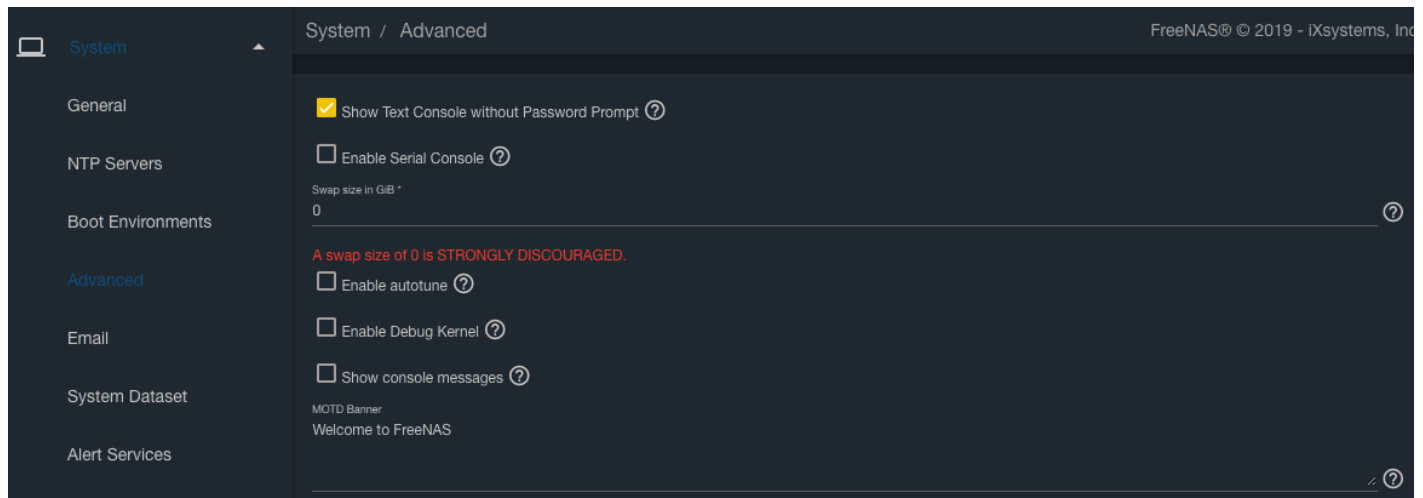 System
General
NTP Servers
Boot Environments
Advanced
Email
System Dataset
Alert Services
System / Advanced
FreeNAS® © 2019 - iXsystems, Inc
Show Text Console without Password Prompt
Enable Serial Console
Swap size in GiB *
0
A swap size of 0 is STRONGLY DISCOURAGED.
Enable autotune
Enable Debug Kernel
Show console messages
MOTD Banner
Welcome to FreeNAS